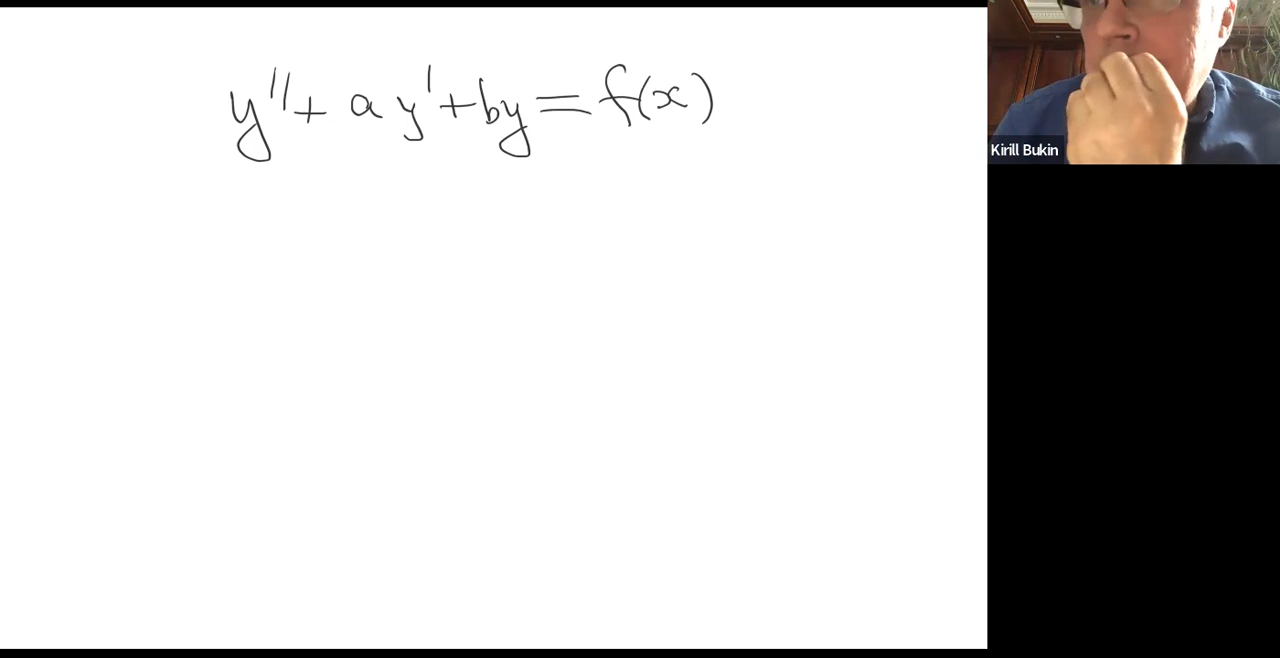 y'' + ay' + by = f(x)
Kirill Bukin